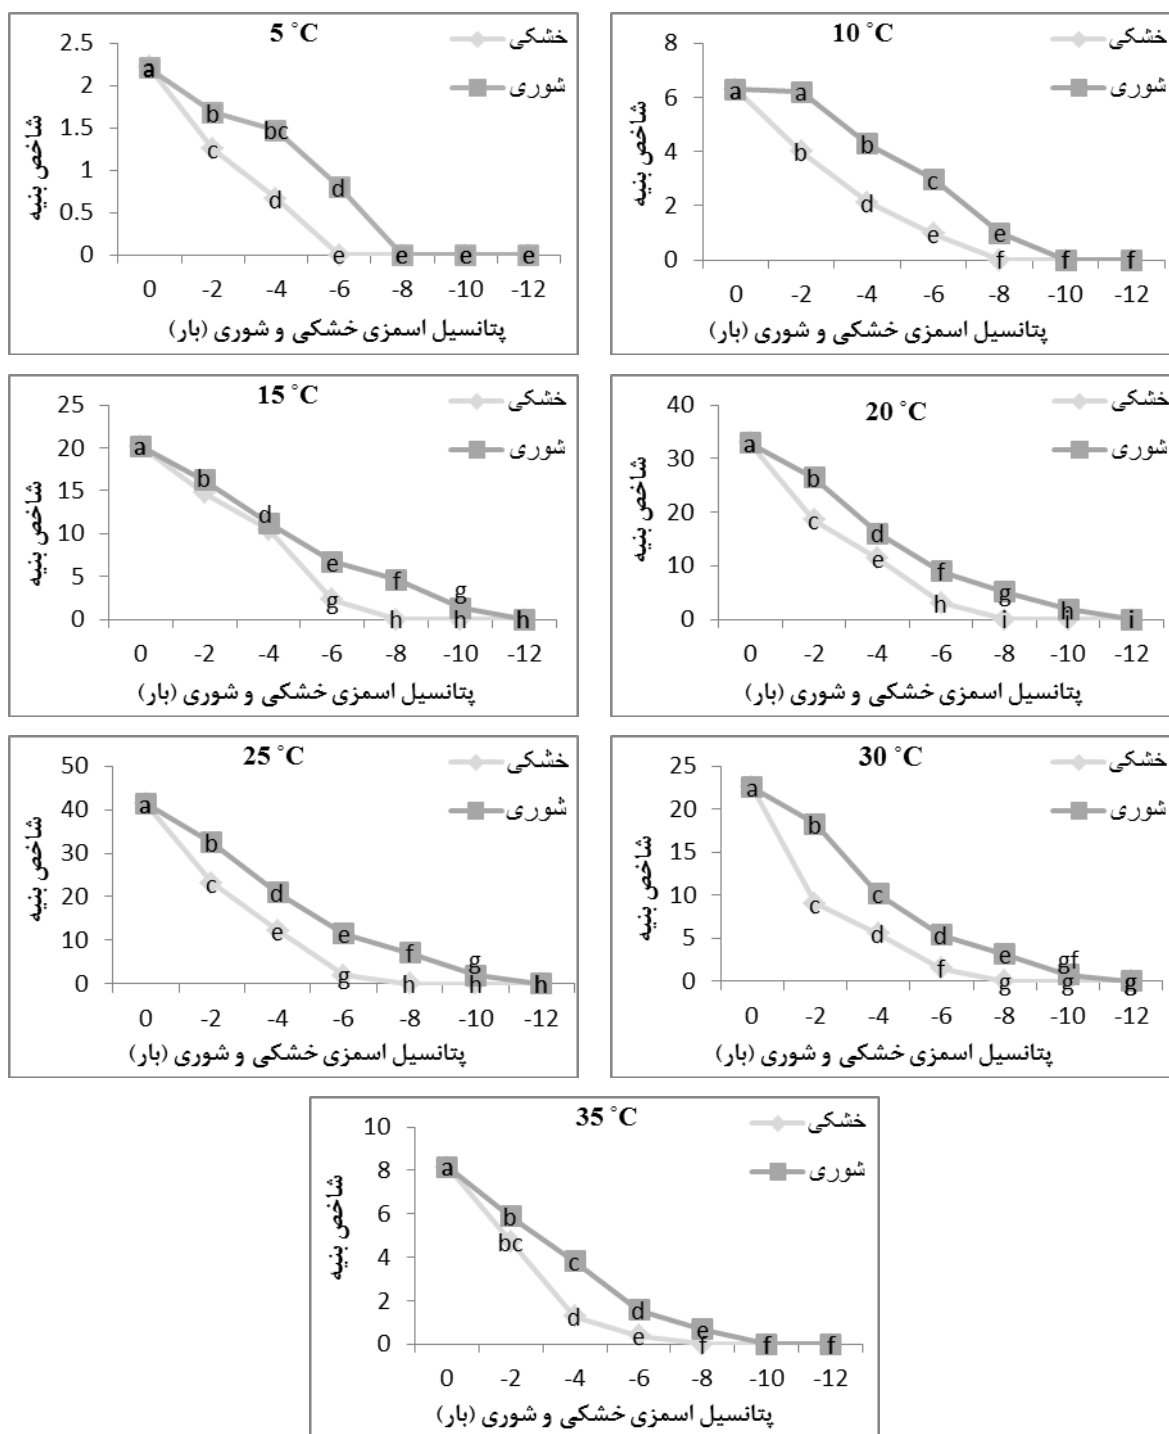 5 ˚C
خشکی
شوری
شاخص بنیه
2.5
2
1.5
1
0.5
0
a b bc d e e e
c d e
0 -2 -4 -6 -8 -10 -12
پتانسیل اسمزی خشکی و شوری (بار)
10 ˚C
خشکی
شوری
شاخص بنیه
8
6
4
2
0
a a b c e f f
b d e f
0 -2 -4 -6 -8 -10 -12
پتانسیل اسمزی خشکی و شوری (بار)
15 ˚C
خشکی
شوری
شاخص بنیه
25
20
15
10
5
0
a b d e f g h
g h h
0 -2 -4 -6 -8 -10 -12
پتانسیل اسمزی خشکی و شوری (بار)
20 ˚C
خشکی
شوری
شاخص بنیه
40
30
20
10
0
a b d f g h i
c e h i i
0 -2 -4 -6 -8 -10 -12
پتانسیل اسمزی خشکی و شوری (بار)
25 ˚C
خشکی
شوری
شاخص بنیه
50
40
30
20
10
0
a b d e f g h
c e g h h
0 -2 -4 -6 -8 -10 -12
پتانسیل اسمزی خشکی و شوری (بار)
30 ˚C
خشکی
شوری
شاخص بنیه
25
20
15
10
5
0
a b c d e gf g
c d f g g
0 -2 -4 -6 -8 -10 -12
پتانسیل اسمزی خشکی و شوری (بار)
35 ˚C
خشکی
شوری
شاخص بنیه
10
8
6
4
2
0
a b c d e f f
bc d e f
0 -2 -4 -6 -8 -10 -12
پتانسیل اسمزی خشکی و شوری (بار)